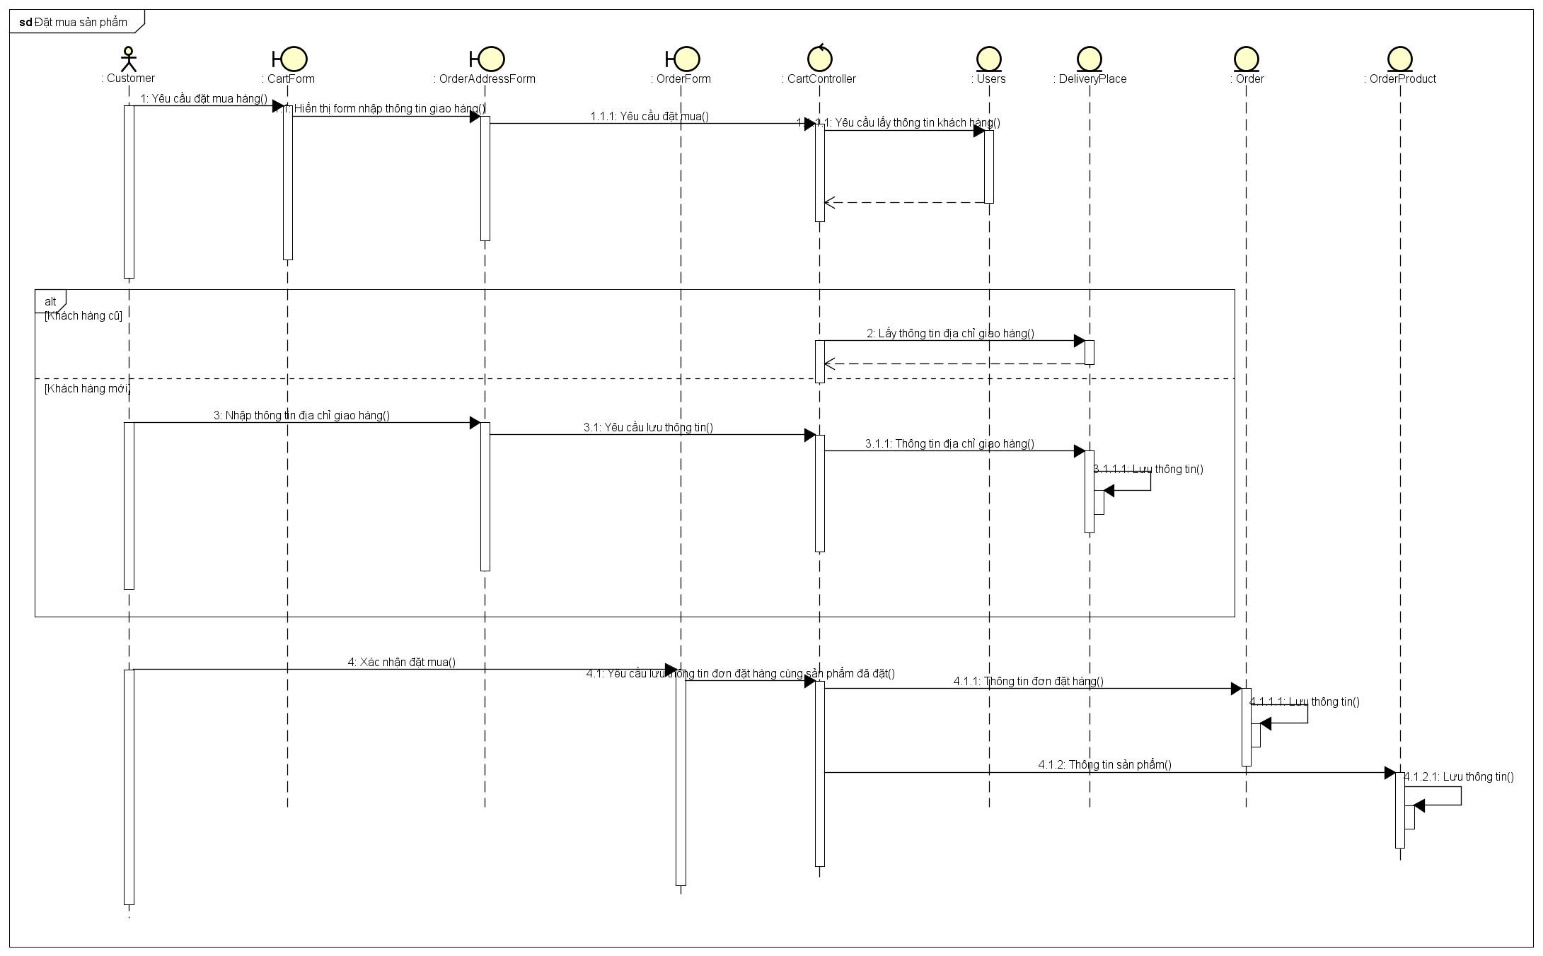 sd Đặt mua sản phẩm
: Customer
: CartForm
: OrderAddressForm
: OrderForm
: CartController
: Users
: DeliveryPlace
: Order
: OrderProduct
1: Yêu cầu đặt mua hàng()
Hiển thị form nhập thông tin giao hàng()
1.1.1: Yêu cầu đặt mua()
1.1.1.1: Yêu cầu lấy thông tin khách hàng()
alt
[Khách hàng cũ]
2: Lấy thông tin địa chỉ giao hàng()
[Khách hàng mới]
3: Nhập thông tin địa chỉ giao hàng()
3.1: Yêu cầu lưu thông tin()
3.1.1: Thông tin địa chỉ giao hàng()
3.1.1.1: Lưu thông tin()
4: Xác nhận đặt mua()
4.1: Yêu cầu lưu thông tin đơn đặt hàng cùng sản phẩm đã đặt()
4.1.1: Thông tin đơn đặt hàng()
4.1.1.1: Lưu thông tin()
4.1.2: Thông tin sản phẩm()
4.1.2.1: Lưu thông tin()